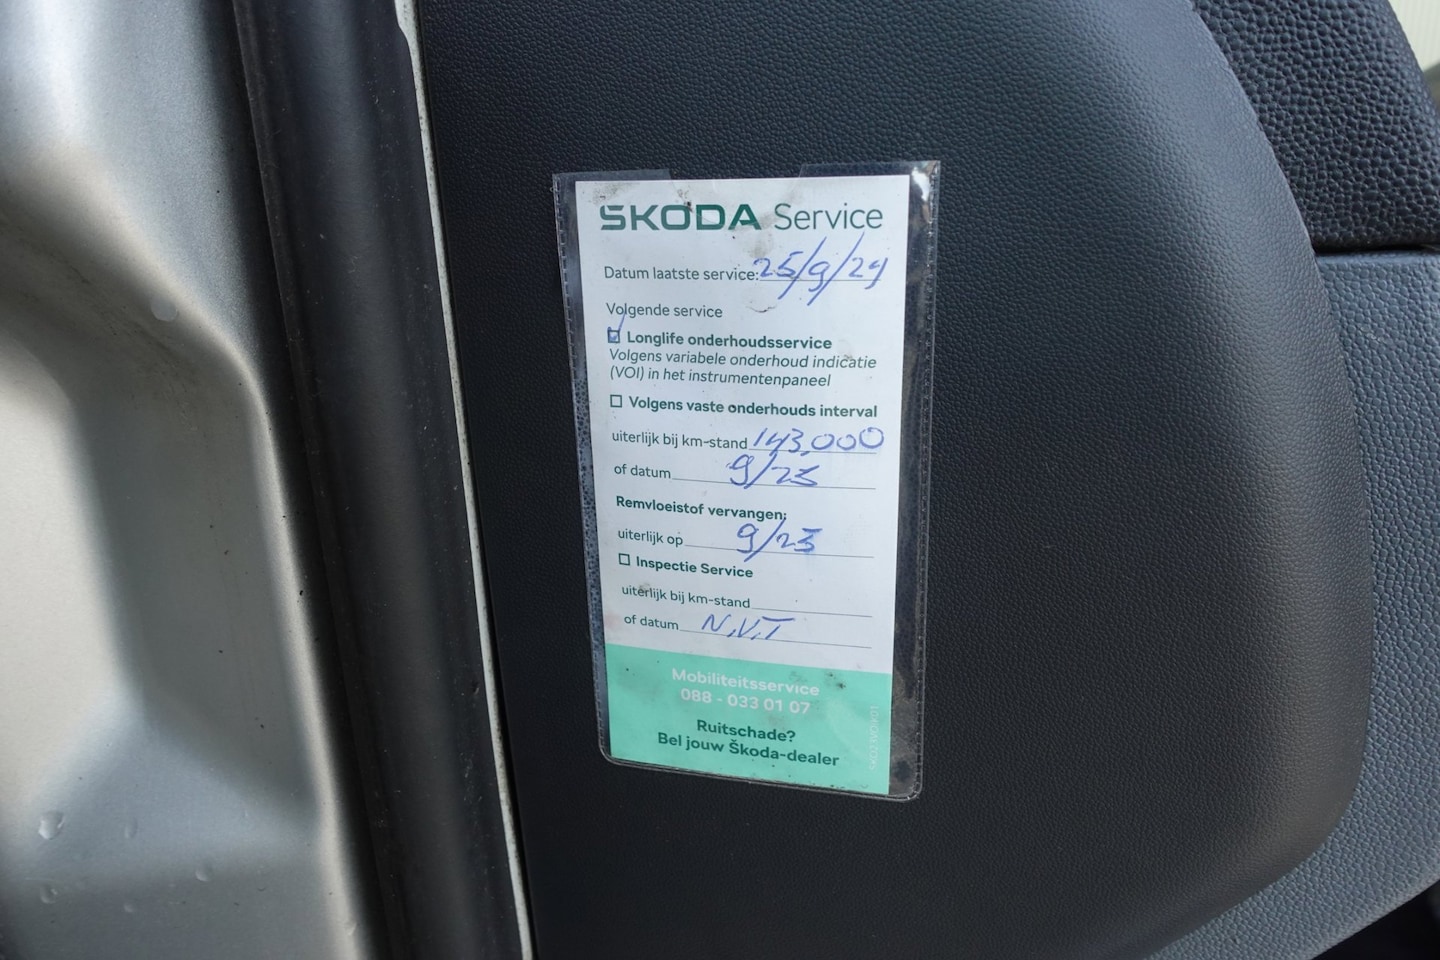 ŠKODA Service
Datum laatste service: 25/9/24
Volgende service
Longlife onderhoudsservice
Volgens variabele onderhoud indicatie
(VOI) in het instrumentenpaneel
Volgens vaste onderhouds interval
uiterlijk bij km-stand 143,000
of datum 9/25
Remvloeistof vervangen:
uiterlijk op 9/25
Inspectie Service
uiterlijk bij km-stand
of datum N.V.T
Mobiliteitsservice
088 - 033 01 07
Ruitschade?
Bel jouw Škoda-dealer